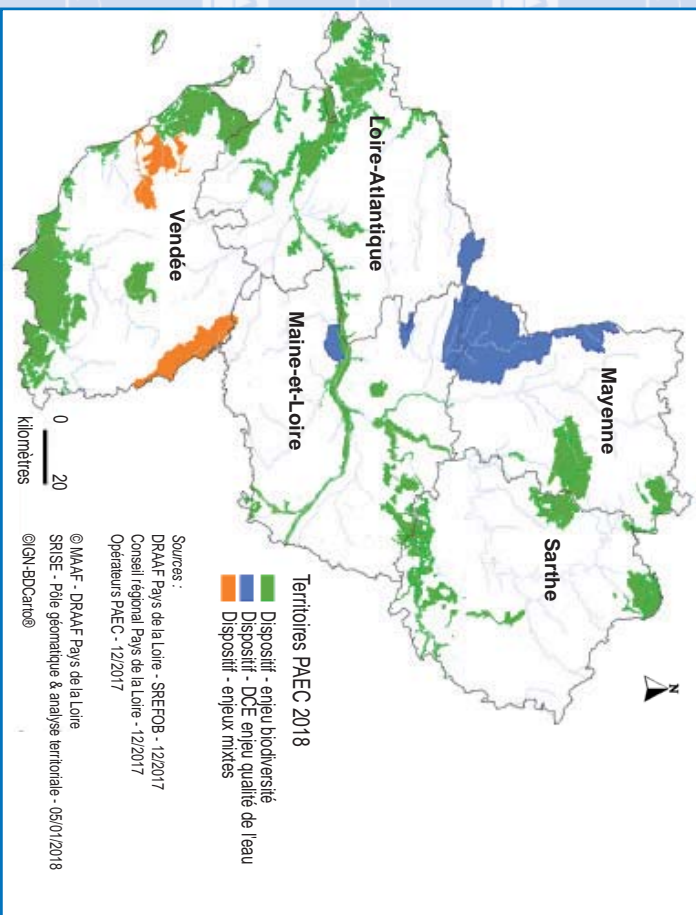 N
Mayenne
Sarthe
Loire-Atlantique
Maine-et-Loire
Vendée
0 20
kilomètres
Territoires PAEC 2018
Dispositif - enjeu biodiversité
Dispositif - DCE enjeu qualité de l'eau
Dispositif - enjeux mixtes
Sources :
DRAAF Pays de la Loire - SREFOB - 12/2017
Conseil régional Pays de la Loire - 12/2017
Opérateurs PAEC - 12/2017
© MAAF - DRAAF Pays de la Loire
SRISE - Pôle géomatique & analyse territoriale - 05/01/2018
©IGN-BDCarto®